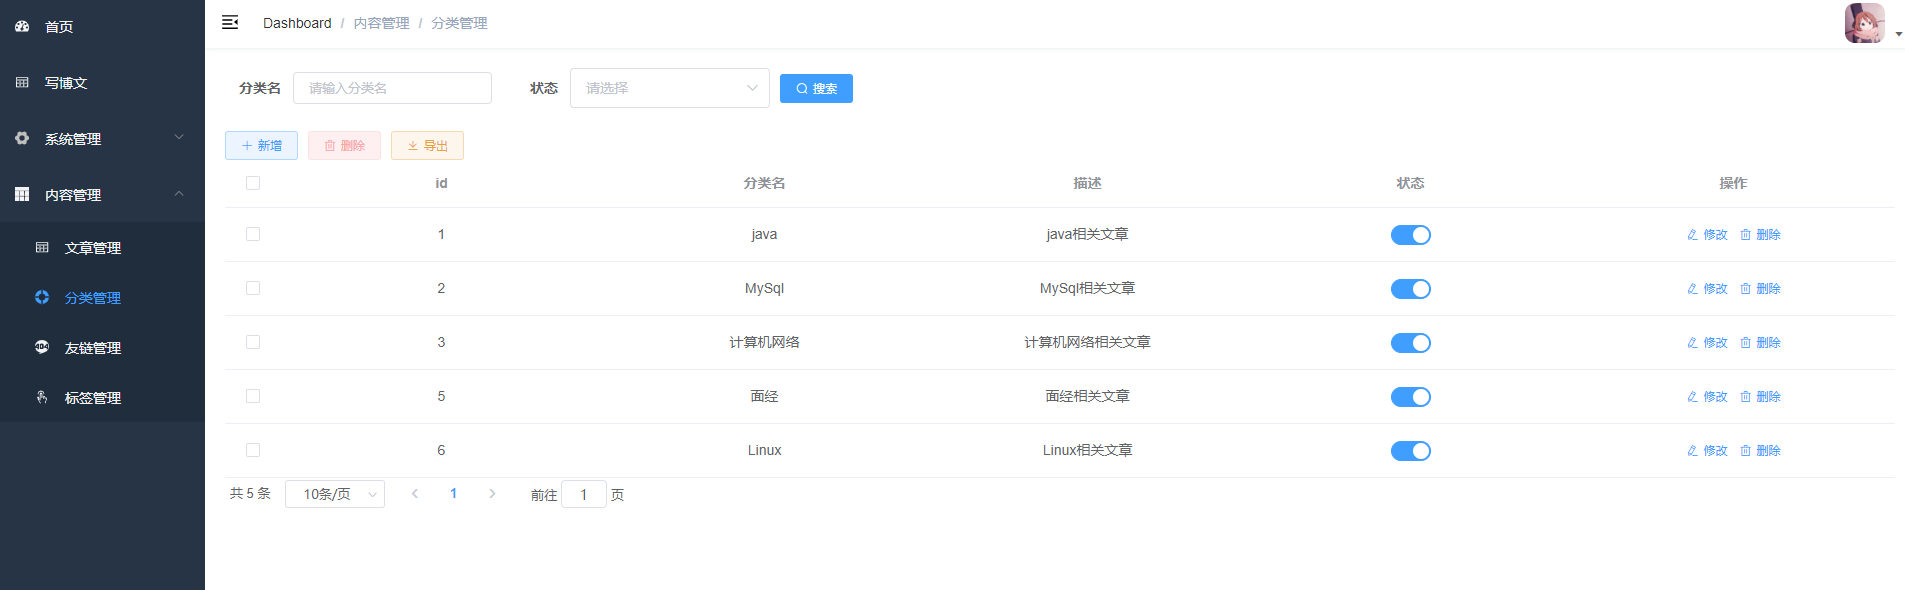 首页
写博文
系统管理
内容管理
文章管理
分类管理
友链管理
标签管理
Dashboard / 内容管理 / 分类管理
分类名 请输入分类名 状态 请选择 搜索
新增 删除 导出
id 分类名 描述 状态 操作
1 java java相关文章 修改 删除
2 MySql MySql相关文章 修改 删除
3 计算机网络 计算机网络相关文章 修改 删除
5 面经 面经相关文章 修改 删除
6 Linux Linux相关文章 修改 删除
共 5 条 10条/页 1 前往 1 页